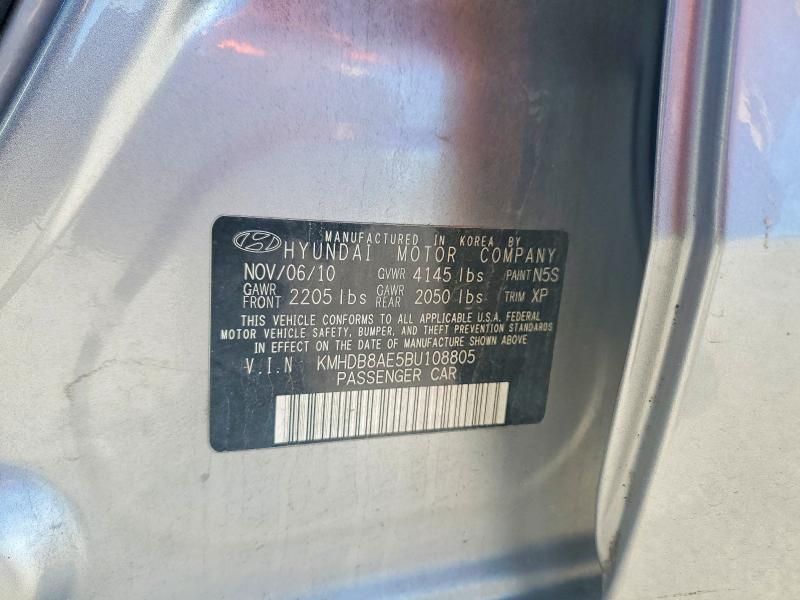 MANUFACTURED IN KOREA BY
HYUNDAI MOTOR COMPANY
NOV/06/10 GVWR 4145 lbs PAINT N5S
GAWR FRONT 2205 lbs GAWR REAR 2050 lbs TRIM XP
THIS VEHICLE CONFORMS TO ALL APPLICABLE U.S.A. FEDERAL
MOTOR VEHICLE SAFETY, BUMPER, AND THEFT PREVENTION STANDARDS
IN EFFECT ON THE DATE OF MANUFACTURE SHOWN ABOVE
V.I.N KMHDB8AE5BU108805
PASSENGER CAR